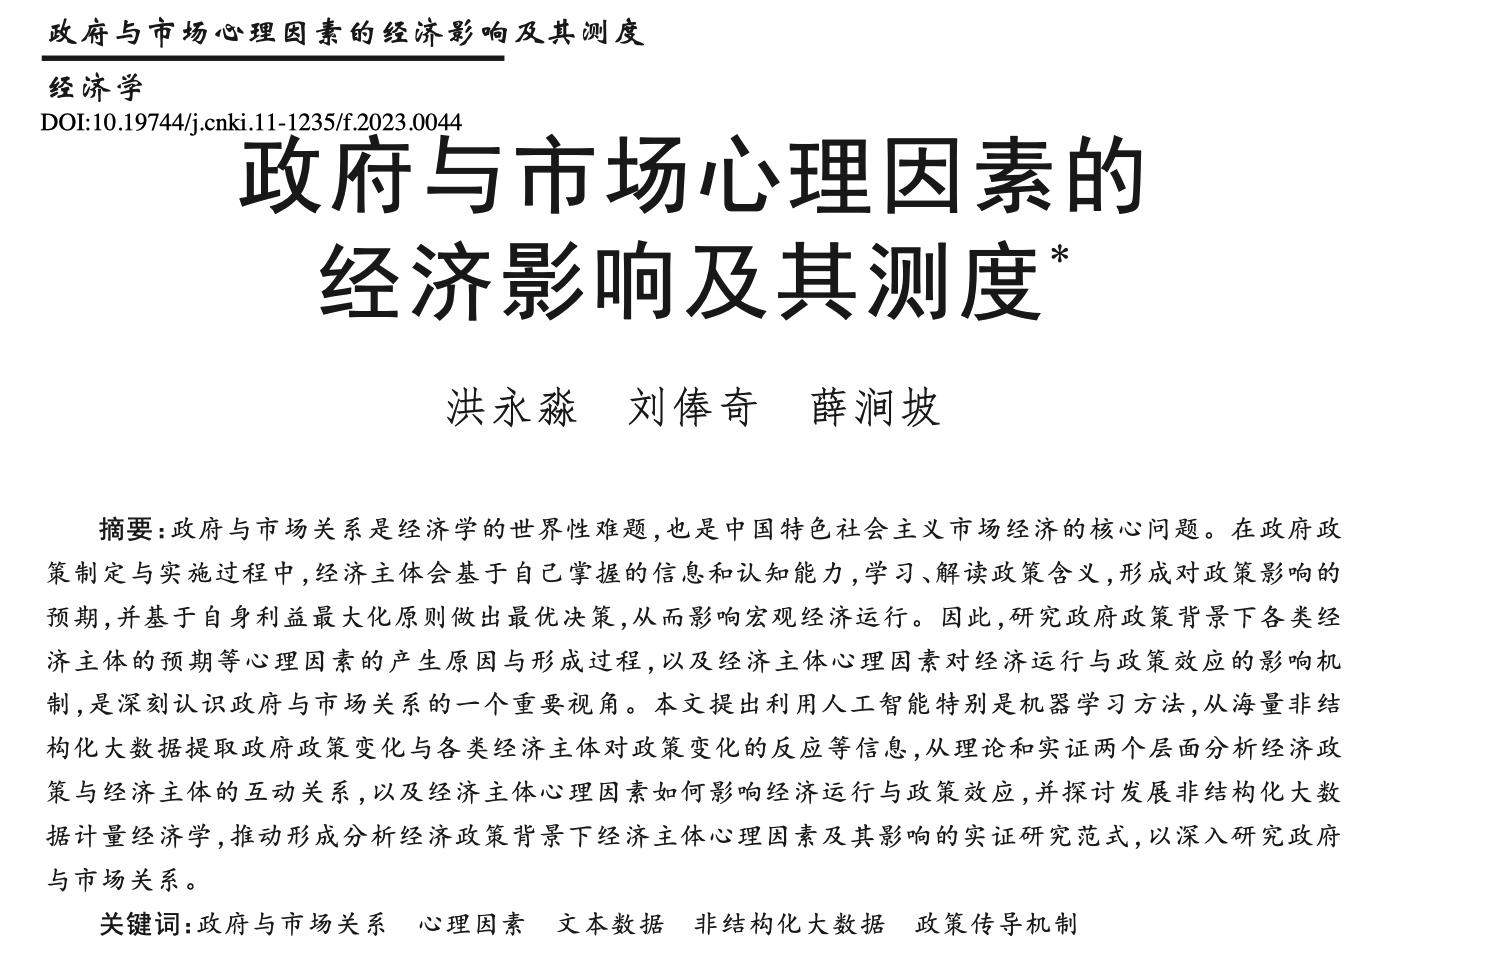 政府与市场心理因素的经济影响及其测度
经济学
DOI:10.19744/j.cnki.11-1235/f.2023.0044
政府与市场心理因素的
经济影响及其测度*
洪永淼 刘俸奇 薛涧坡
摘要:政府与市场关系是经济学的世界性难题,也是中国特色社会主义市场经济的核心问题。在政府政
策制定与实施过程中,经济主体会基于自己掌握的信息和认知能力,学习、解读政策含义,形成对政策影响的
预期,并基于自身利益最大化原则做出最优决策,从而影响宏观经济运行。因此,研究政府政策背景下各类经
济主体的预期等心理因素的产生原因与形成过程,以及经济主体心理因素对经济运行与政策效应的影响机
制,是深刻认识政府与市场关系的一个重要视角。本文提出利用人工智能特别是机器学习方法,从海量非结
构化大数据提取政府政策变化与各类经济主体对政策变化的反应等信息,从理论和实证两个层面分析经济政
策与经济主体的互动关系,以及经济主体心理因素如何影响经济运行与政策效应,并探讨发展非结构化大数
据计量经济学,推动形成分析经济政策背景下经济主体心理因素及其影响的实证研究范式,以深入研究政府
与市场关系。
关键词:政府与市场关系 心理因素 文本数据 非结构化大数据 政策传导机制